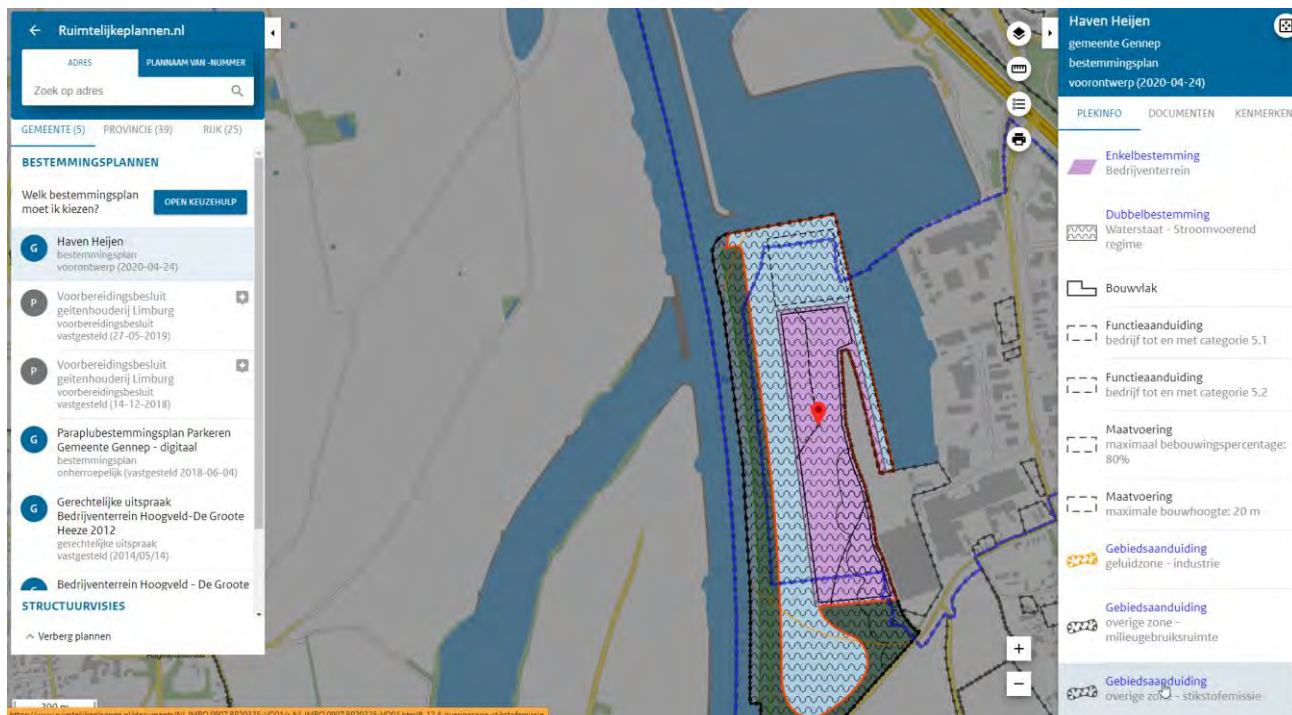 Ruimtelijkeplannen.nl
ADRES
PLANNAAM VAN -NUMMER
Zoek op adres
GEMEENTE (5)
PROVINCIE (39)
RIJK (25)
BESTEMMINGSPLANNEN
Welk bestemmingsplan
moet ik kiezen?
OPEN KEUZEHULP
G
Haven Heijen
bestemmingsplan
voorontwerp (2020-04-24)
P
Voorbereidingsbesluit
geitenhouderij Limburg
voorbereidingsbesluit
vastgesteld (27-05-2019)
P
Voorbereidingsbesluit
geitenhouderij Limburg
voorbereidingsbesluit
vastgesteld (14-12-2018)
G
Paraplubestemmingsplan Parkeren
Gemeente Gennep - digitaal
bestemmingsplan
onherroepelijk (vastgesteld 2018-06-04)
G
Gerechtelijke uitspraak
Bedrijventerrein Hoogveld-De Groote
Heeze 2012
gerechtelijke uitspraak
vastgesteld (2014/05/14)
Bedrijventerrein Hoogveld - De Groote
STRUCTUURVISIES
Verberg plannen
200 m
Haven Heijen
gemeente Gennep
bestemmingsplan
voorontwerp (2020-04-24)
PLEKINFO
DOCUMENTEN
KENMERKEN
Enkelbestemming
Bedrijventerrein
Dubbelbestemming
Waterstaat - Stroomvoerend
regime
Bouwvlak
Functieaanduiding
bedrijf tot en met categorie 5.1
Functieaanduiding
bedrijf tot en met categorie 5.2
Maatvoering
maximaal bebouwingspercentage:
80%
Maatvoering
maximale bouwhoogte: 20 m
Gebiedsaanduiding
geluidzone - industrie
Gebiedsaanduiding
overige zone -
milieugebruiksruimte
Gebiedsaanduiding
overige zone - stikstofemissie